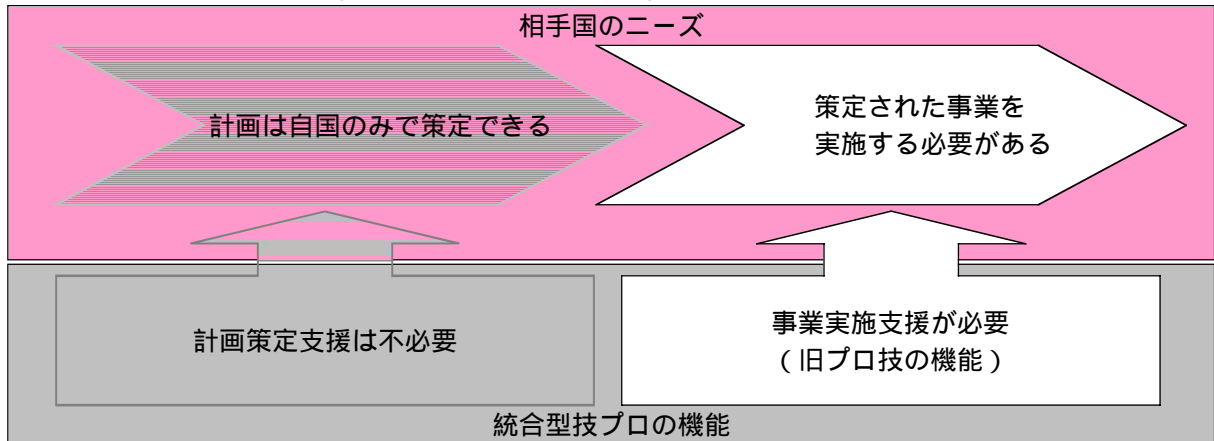 相手国のニーズ
計画は自国のみで策定できる
策定された事業を
実施する必要がある
計画策定支援は不必要
事業実施支援が必要
(旧プロ技の機能)
統合型技プロの機能